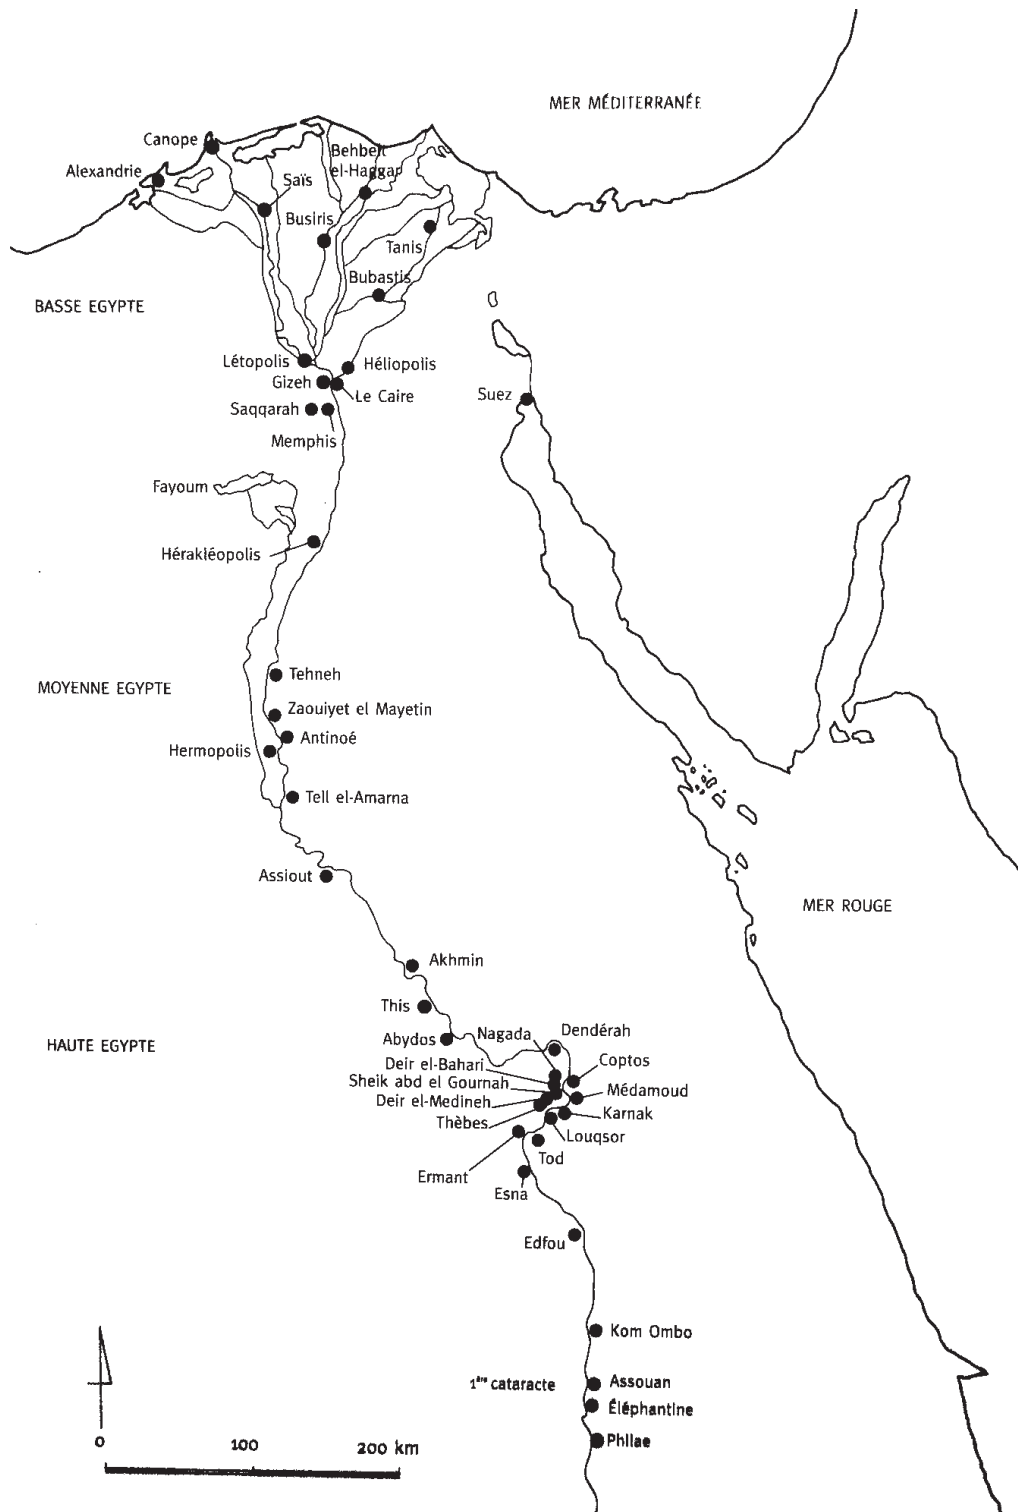 MER MÉDITERRANÉE
Canope
Behbeit
el-Haggar
Alexandrie
Saïs
Busiris
Tanis
Bubastis
BASSE EGYPTE
Létopolis
Héliopolis
Gizeh
Le Caire
Suez
Saqqarah
Memphis
Fayoum
Hérakléopolis
Tehneh
MOYENNE EGYPTE
Zaouiyet el Mayetin
Antinoé
Hermopolis
Tell el-Amarna
Assiout
MER ROUGE
Akhmin
This
Nagada
Dendérah
Abydos
HAUTE EGYPTE
Deir el-Bahari
Coptos
Sheik abd el Gournah
Médamoud
Deir el-Medineh
Karnak
Thèbes
Louqsor
Tod
Ermant
Esna
Edfou
Kom Ombo
1ère cataracte
Assouan
Éléphantine
Philae
0 100 200 km